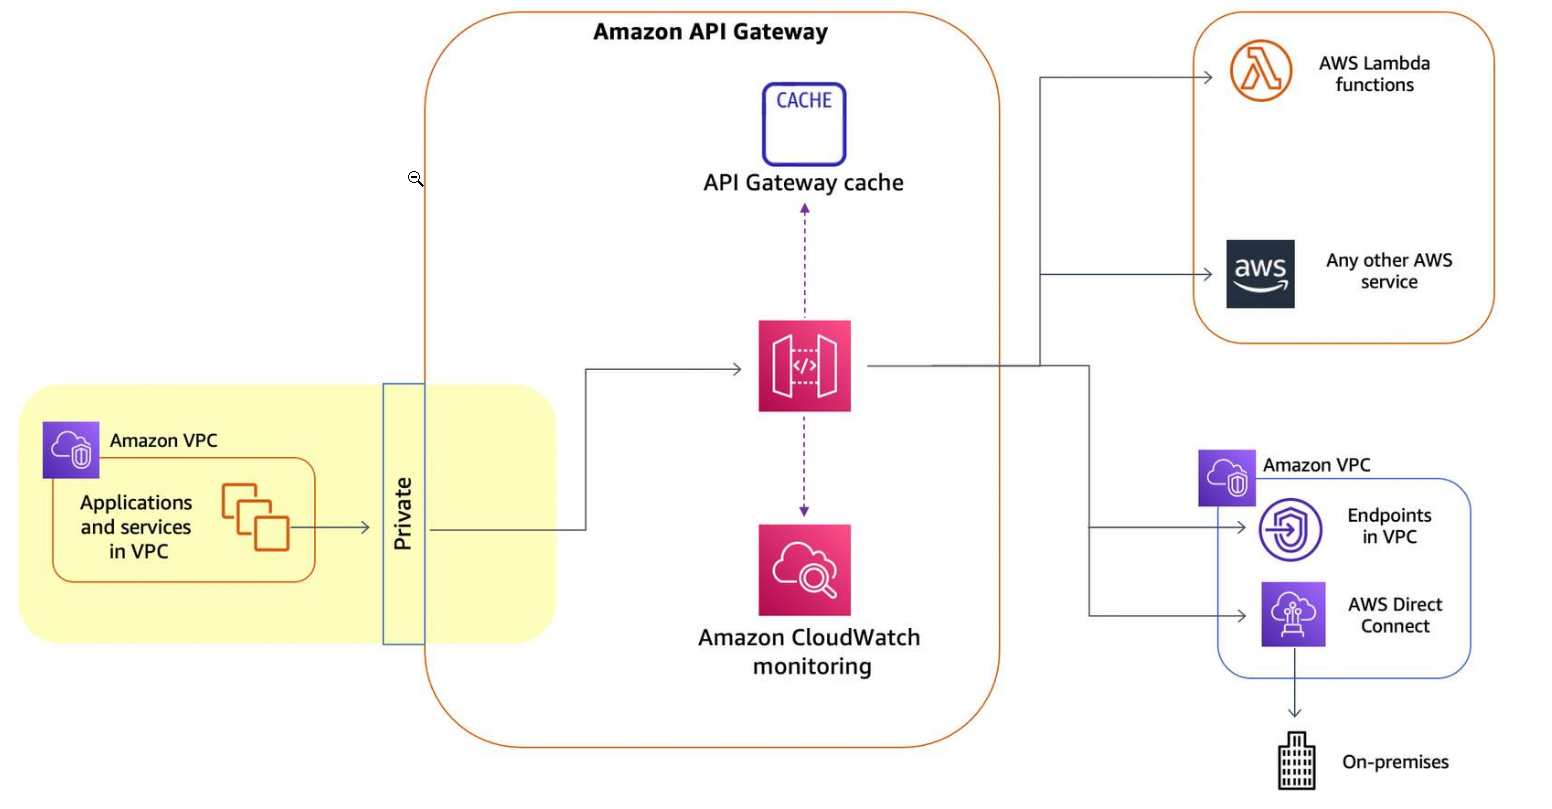 Amazon API Gateway
CACHE
API Gateway cache
</>
Amazon CloudWatch
monitoring
Amazon VPC
Applications
and services
in VPC
Private
AWS Lambda
functions
aws
Any other AWS
service
Amazon VPC
Endpoints
in VPC
AWS Direct
Connect
On-premises